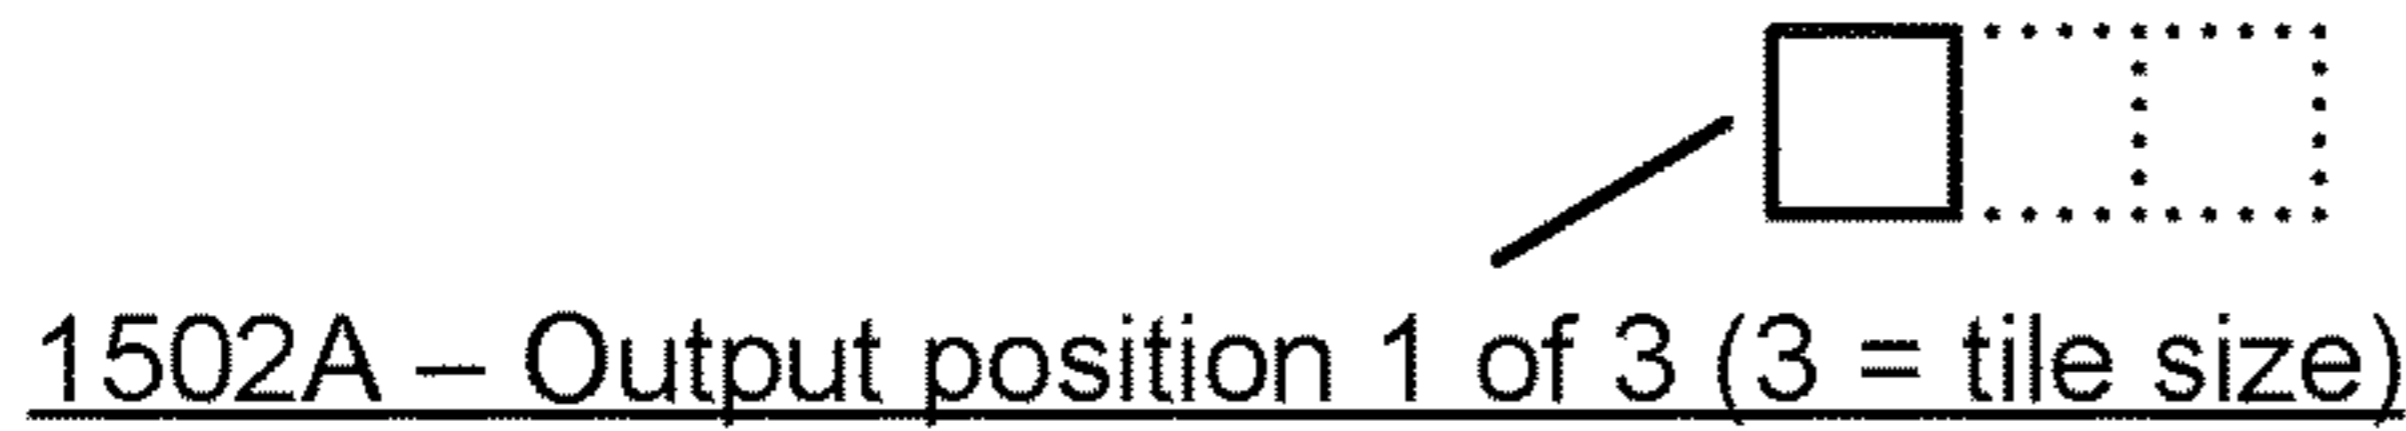 1502A – Output position 1 of 3 (3 = tile size)